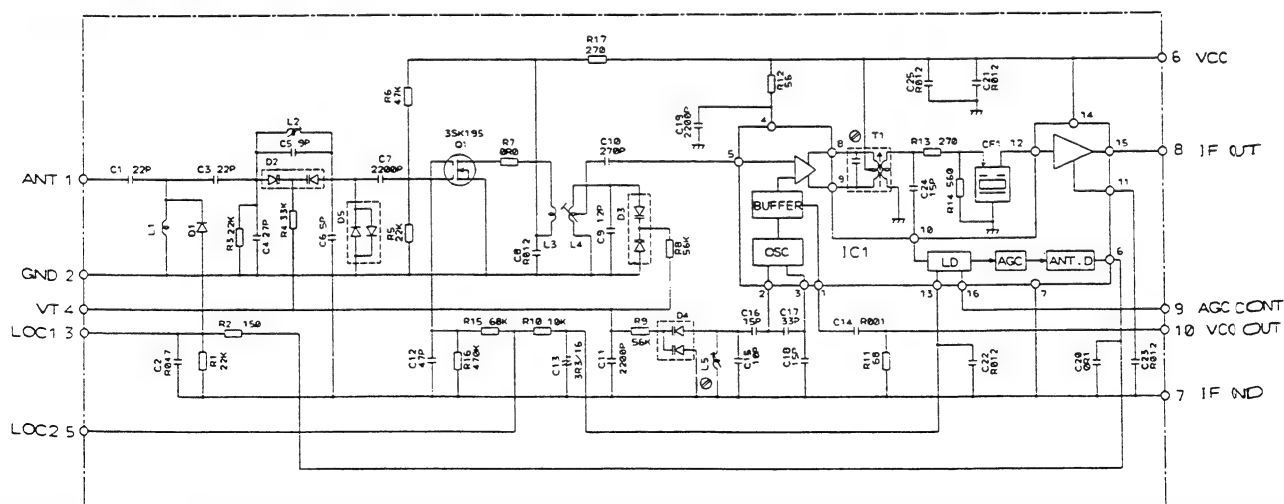 R17
270
6 VCC
R6
47K
R12
56
C25
R012
C21
R012
C19
2200P
4
14
L2
C5 9P
3SK195
Q1
R7
0R0
C10
270P
5
8
T1
R13 270
12
CF1
15
8 IF OUT
ANT 1
C1 22P
C3 22P
D2
C7
2200P
9
C24
15P
R14 560
11
BUFFER
L1
D1
R3 22K
C4 27P
R4 33K
C6 5P
D5
R5
22K
C8
R012
L3
L4
C9 12P
D3
R8
56K
10
OSC
IC1
LD
AGC
ANT.D
6
GND 2
2
3
1
13
16
7
VT 4
9 AGC CONT
LOC1 3
R2 150
R15 68K
R10 10K
R9
56K
D4
C16
15P
C17
33P
C14 R001
10 VCO OUT
C2
R047
R1
22K
C12
47P
R16
470K
C13
3R3/16
C11
2200P
L5
R11
68
C22
R012
C20
0R1
C23
R012
7 IF
LOC2 5